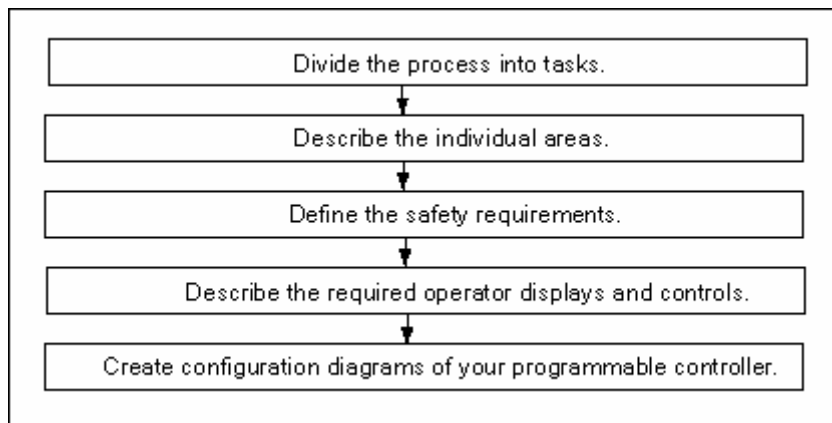 Divide the process into tasks.
Describe the individual areas.
Define the safety requirements.
Describe the required operator displays and controls.
Create configuration diagrams of your programmable controller.